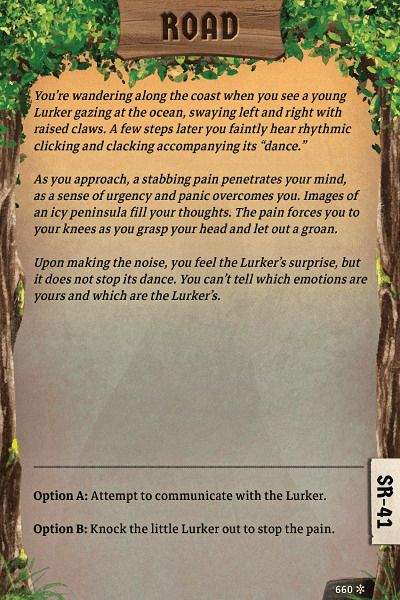 ROAD
You're wandering along the coast when you see a young
Lurker gazing at the ocean, swaying left and right with
raised claws. A few steps later you faintly hear rhythmic
clicking and clacking accompanying its “dance.”
As you approach, a stabbing pain penetrates your mind,
as a sense of urgency and panic overcomes you. Images of
an icy peninsula fill your thoughts. The pain forces you to
your knees as you grasp your head and let out a groan.
Upon making the noise, you feel the Lurker's surprise, but
it does not stop its dance. You can't tell which emotions are
yours and which are the Lurker's.
Option A: Attempt to communicate with the Lurker.
Option B: Knock the little Lurker out to stop the pain.
SR-41
660